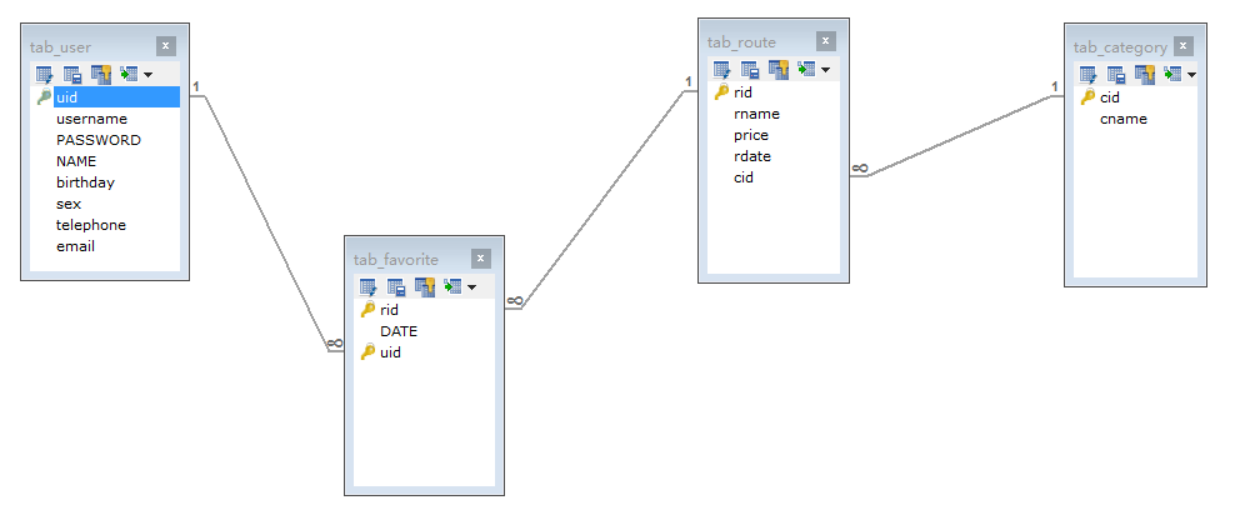 tab_user
uid
username
PASSWORD
NAME
birthday
sex
telephone
email
1
∞
tab_favorite
rid
DATE
uid
∞
1
tab_route
rid
rname
price
rdate
cid
∞
1
tab_category
cid
cname